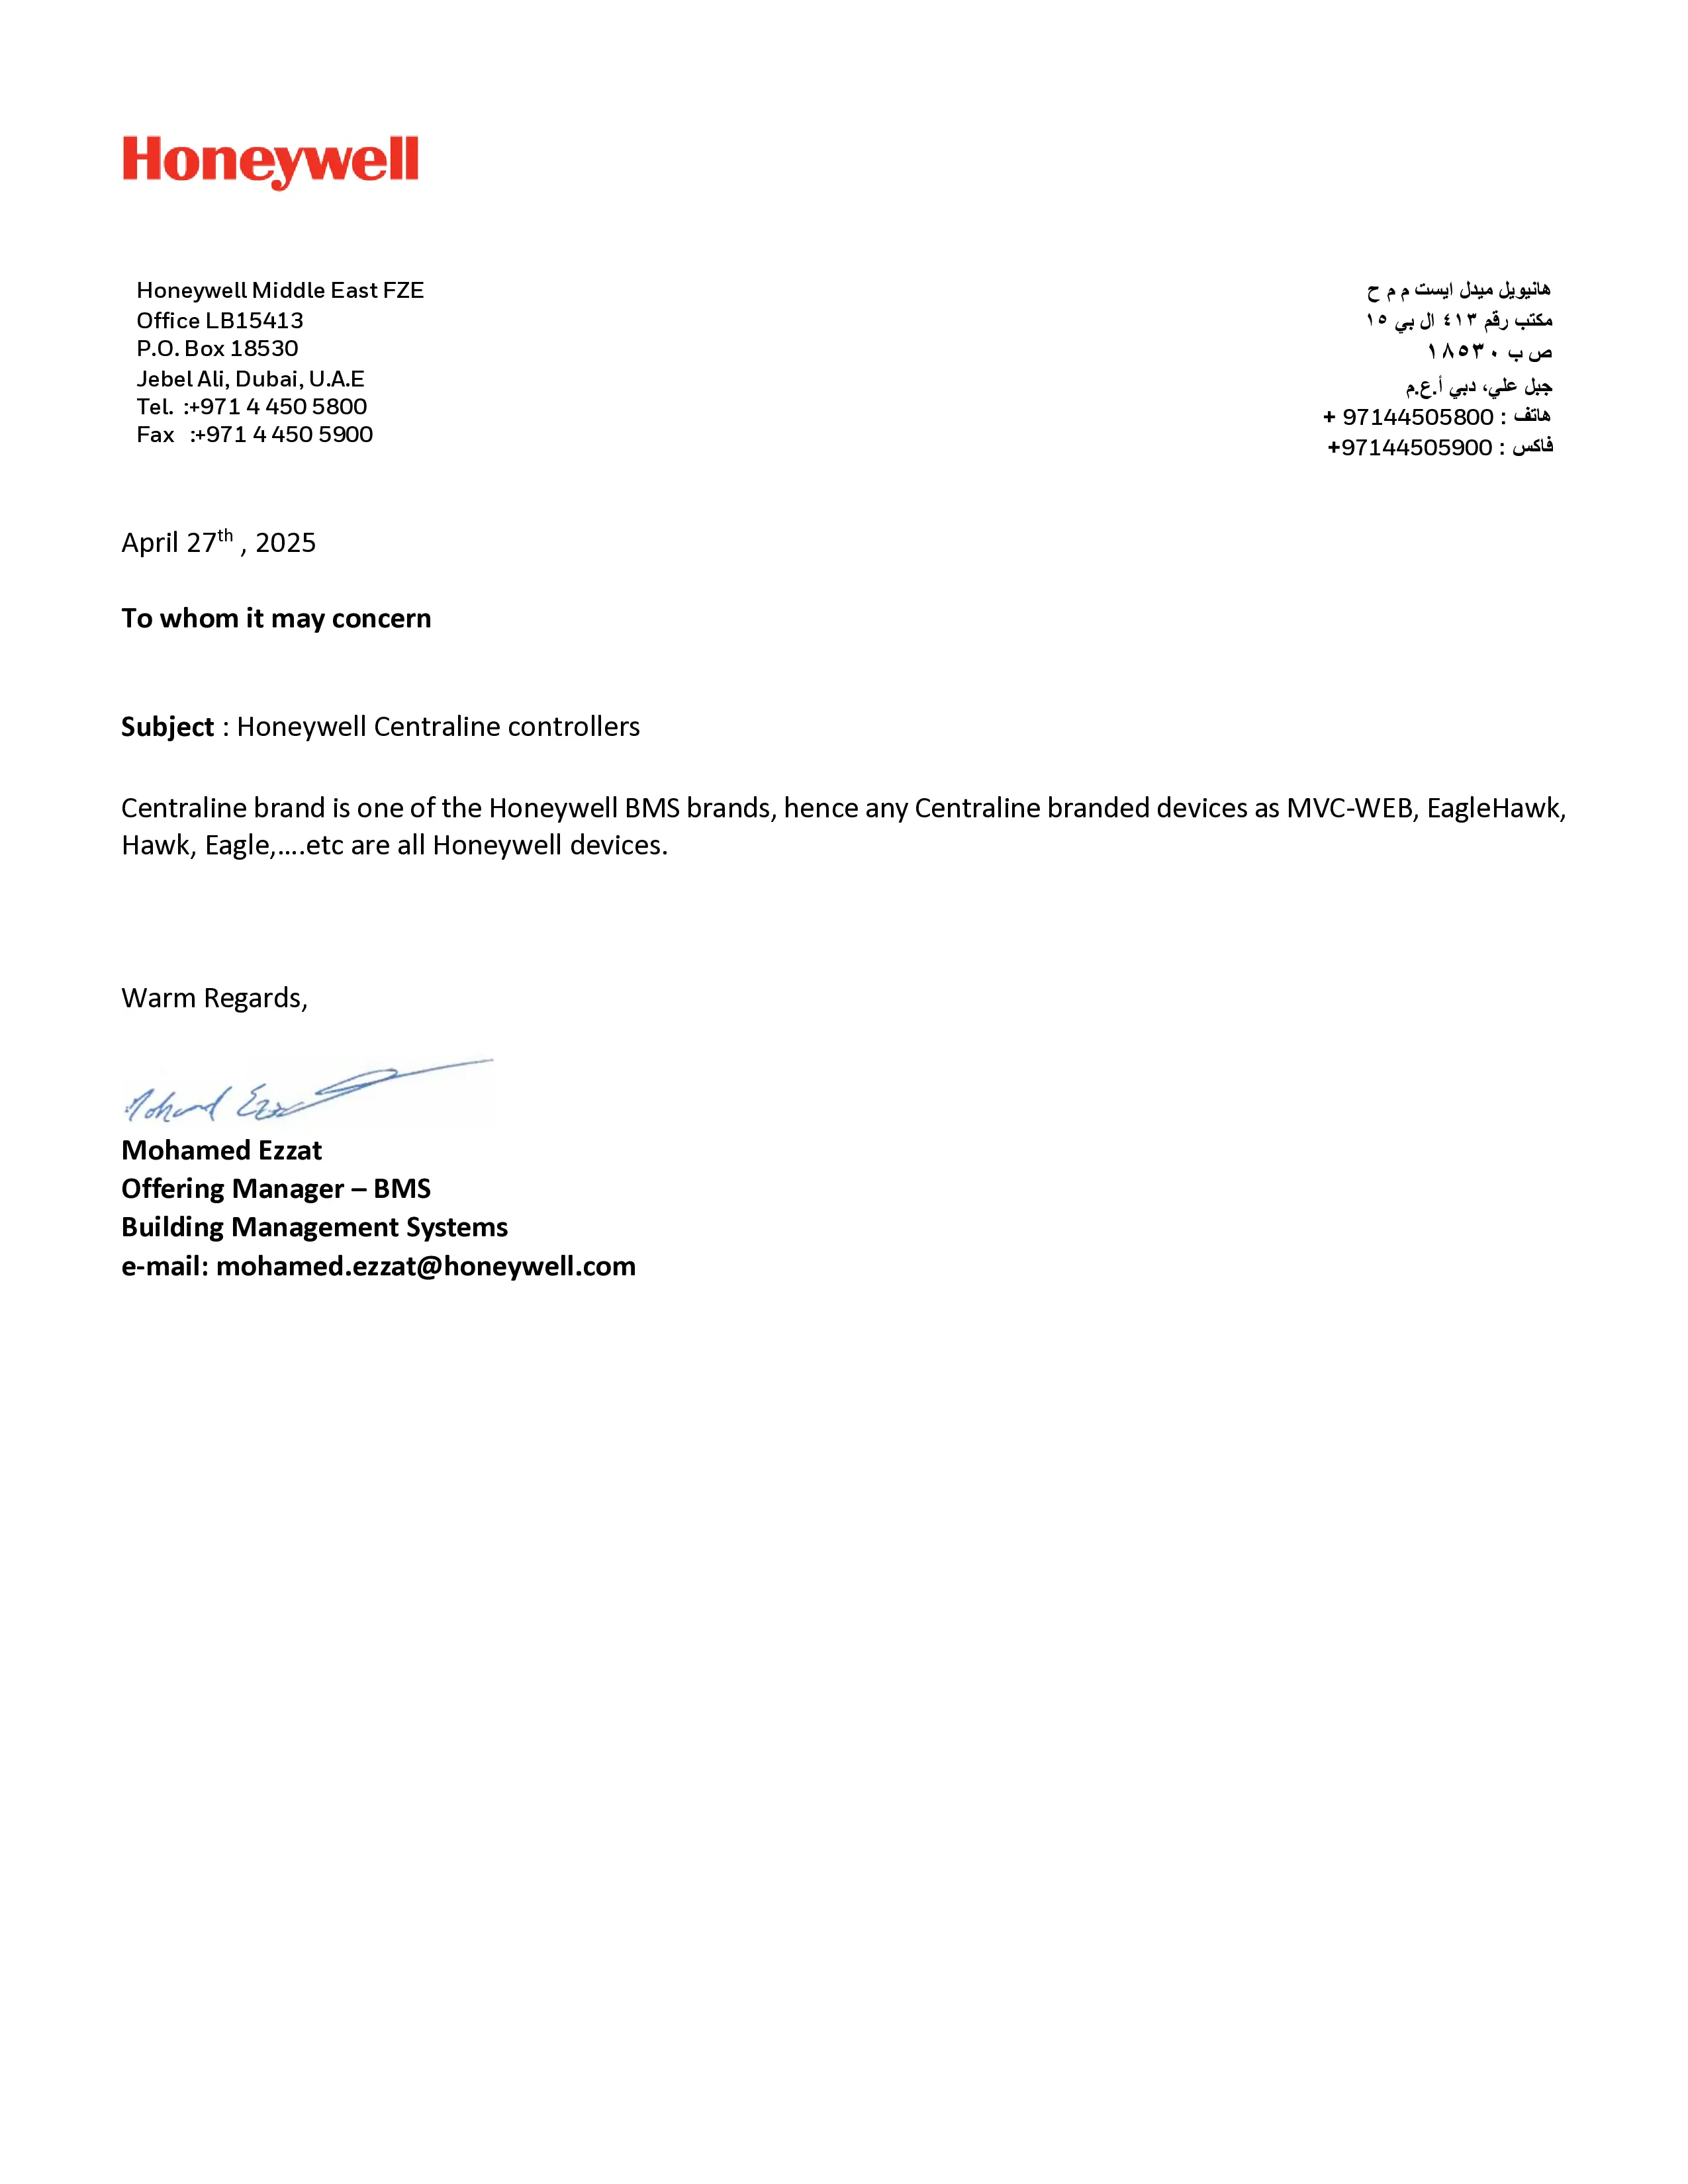 Honeywell
Honeywell Middle East FZE
Office LB15413
P.O. Box 18530
Jebel Ali, Dubai, U.A.E
Tel. :+971 4 450 5800
Fax :+971 4 450 5900
هانيويل ميدل ايست م م ح
مكتب رقم ٤١٣ ال بي ١٥
ص ب ١٨٥٣٠
جبل علي، دبي أ.ع.م
هاتف : 97144505800 +
فاكس : 97144505900+
April 27th , 2025
To whom it may concern
Subject : Honeywell Centraline controllers
Centraline brand is one of the Honeywell BMS brands, hence any Centraline branded devices as MVC-WEB, EagleHawk,
Hawk, Eagle,....etc are all Honeywell devices.
Warm Regards,
Mohamed Ezzat
Mohamed Ezzat
Offering Manager – BMS
Building Management Systems
e-mail: mohamed.ezzat@honeywell.com